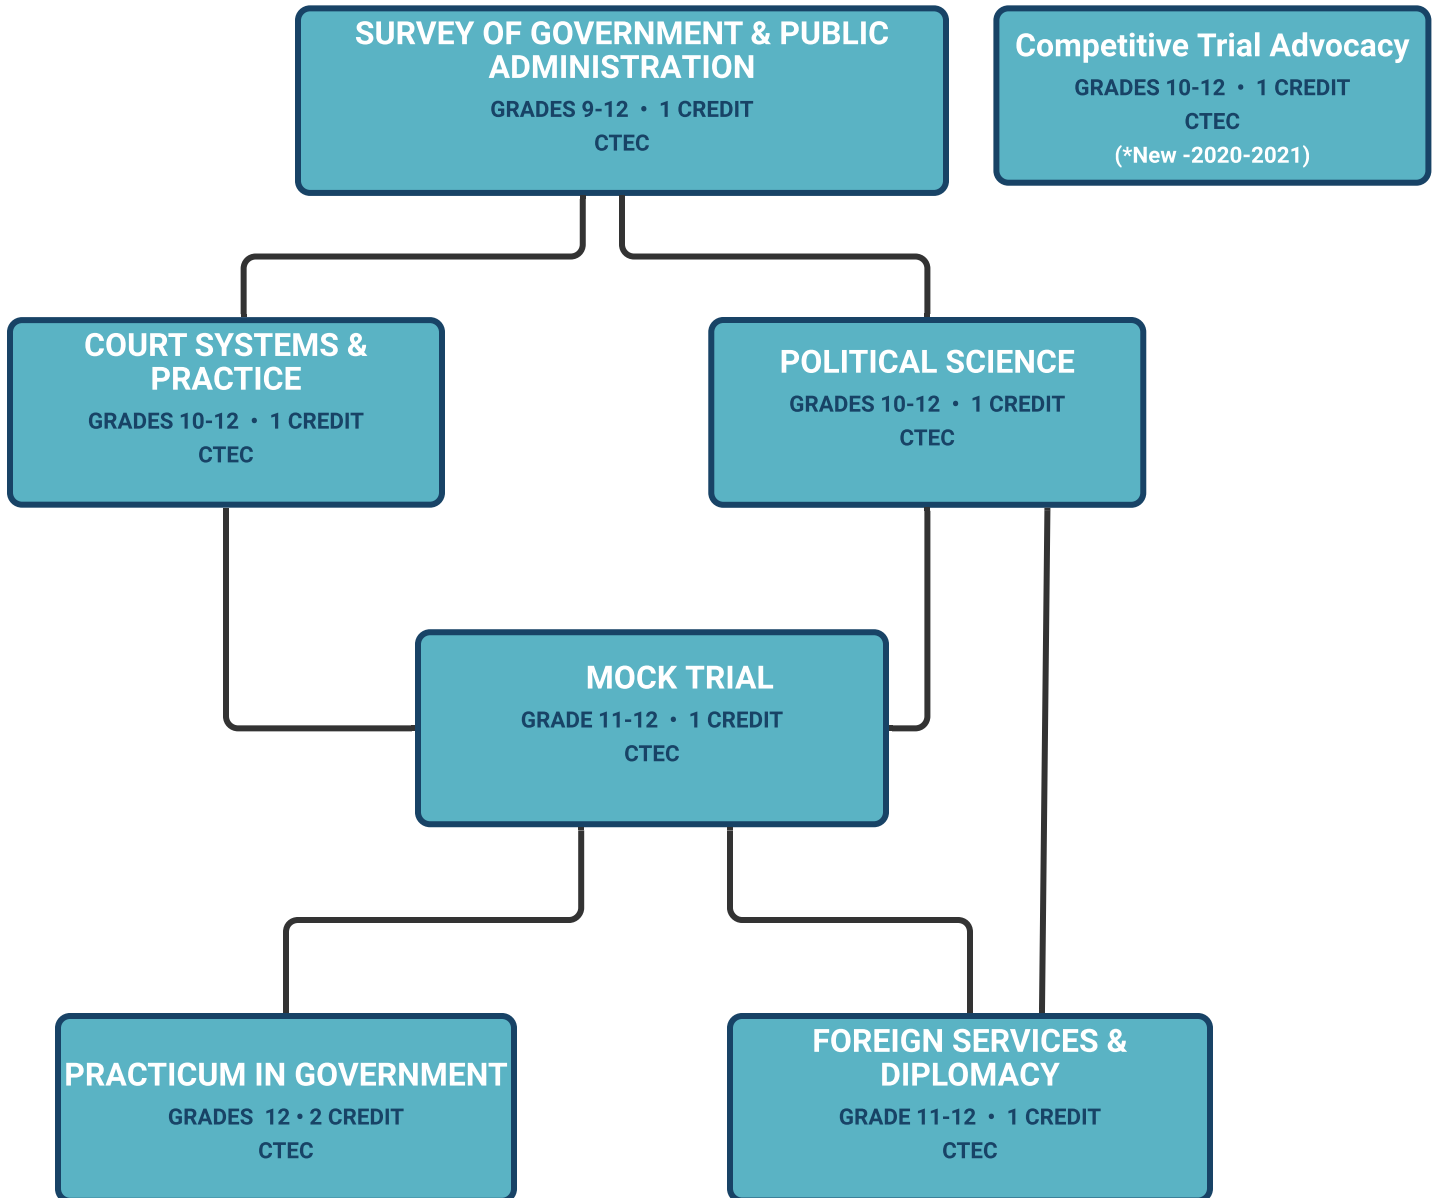 SURVEY OF GOVERNMENT & PUBLIC
ADMINISTRATION
GRADES 9-12 • 1 CREDIT
CTEC
Competitive Trial Advocacy
GRADES 10-12 • 1 CREDIT
CTEC
(*New -2020-2021)
COURT SYSTEMS &
PRACTICE
GRADES 10-12 • 1 CREDIT
CTEC
POLITICAL SCIENCE
GRADES 10-12 • 1 CREDIT
CTEC
MOCK TRIAL
GRADE 11-12 • 1 CREDIT
CTEC
PRACTICUM IN GOVERNMENT
GRADES 12 • 2 CREDIT
CTEC
FOREIGN SERVICES &
DIPLOMACY
GRADE 11-12 • 1 CREDIT
CTEC